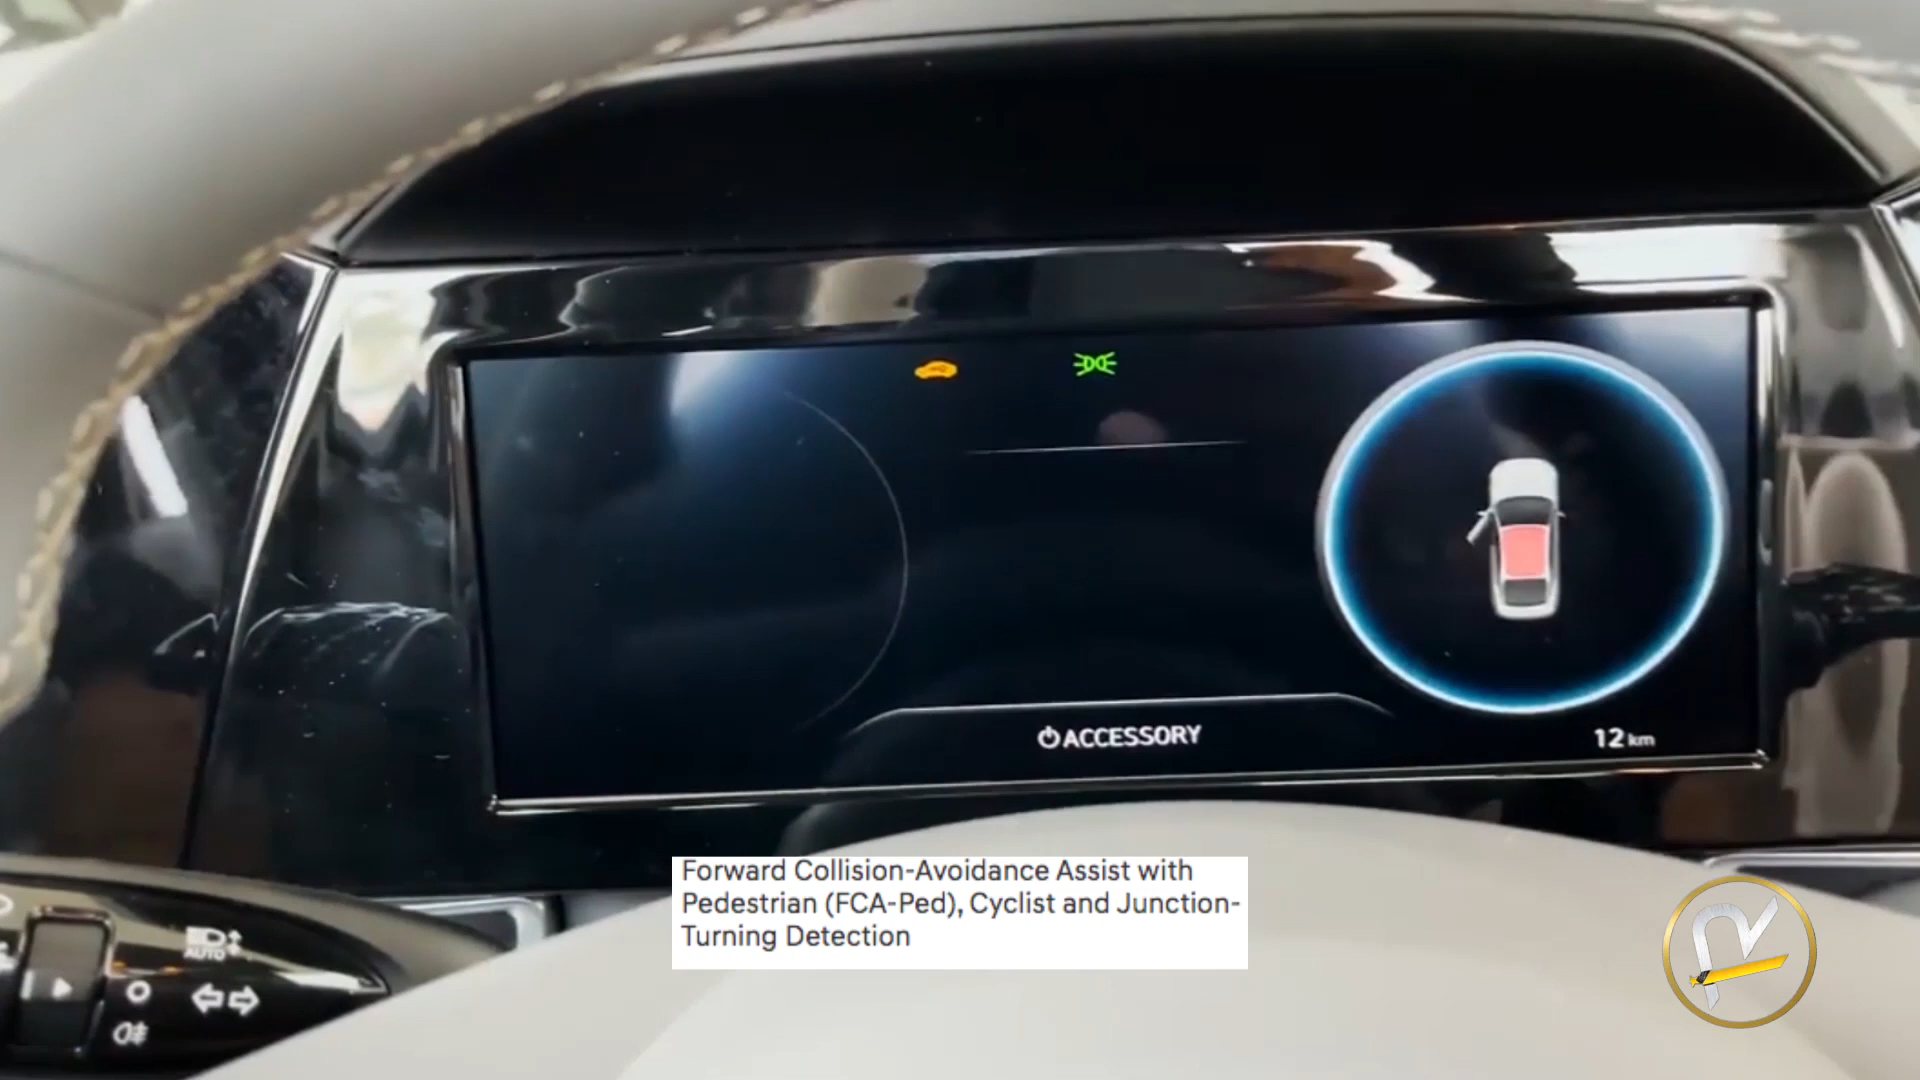 ACCESSORY
12 km
Forward Collision-Avoidance Assist with
Pedestrian (FCA-Ped), Cyclist and Junction-
Turning Detection
AUTO